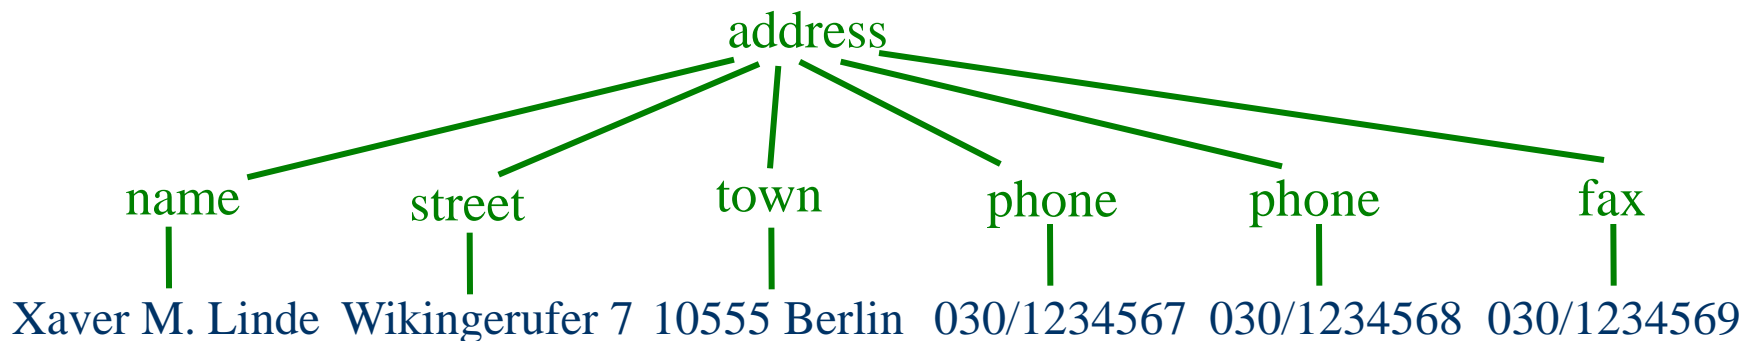 address
name street town phone phone fax
Xaver M. Linde Wikingerufer 7 10555 Berlin 030/1234567 030/1234568 030/1234569